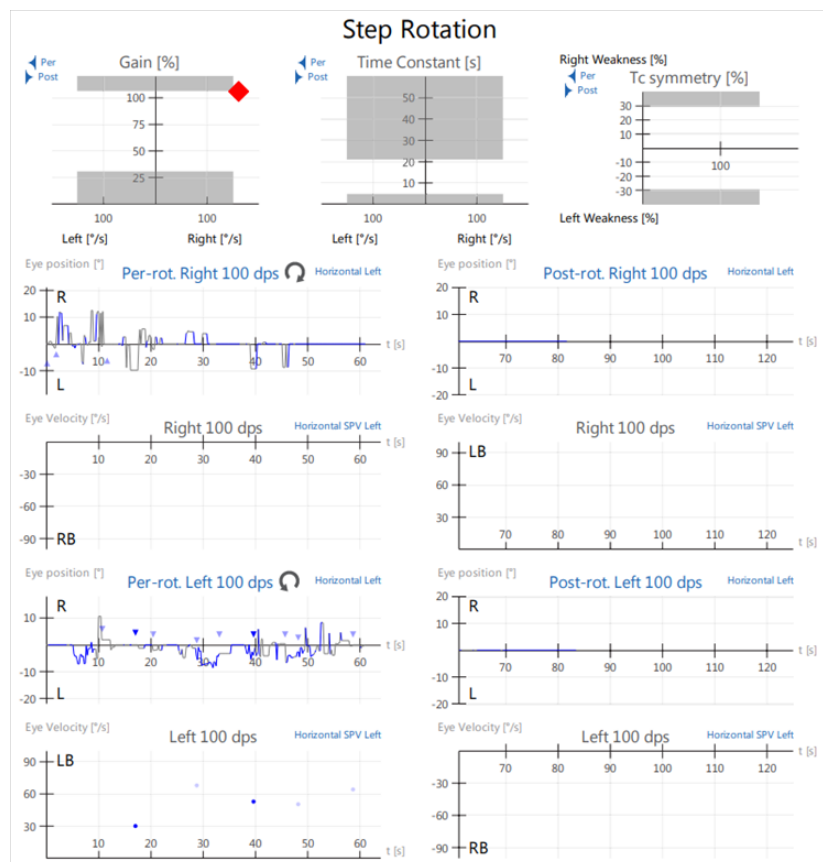 Step Rotation
Per
Post
Gain [%]
100
75
50
25
100
100
Left [°/s]
Right [°/s]
Per
Post
Time Constant [s]
50
40
30
20
10
100
100
Left [°/s]
Right [°/s]
Right Weakness [%]
Per
Post
Tc symmetry [%]
30
20
10
-10
-20
-30
100
Left Weakness [%]
Eye position [°]
Per-rot. Right 100 dps
Horizontal Left
20
10
-10
R
L
10
20
30
40
50
60
t [s]
Eye position [°]
Post-rot. Right 100 dps
Horizontal Left
20
10
-10
-20
R
L
70
80
90
100
110
120
t [s]
Eye Velocity [°/s]
Right 100 dps
Horizontal SPV Left
10
20
30
40
50
60
t [s]
-30
-60
-90
RB
Eye Velocity [°/s]
Right 100 dps
Horizontal SPV Left
90
60
30
LB
70
80
90
100
110
120
t [s]
Eye position [°]
Per-rot. Left 100 dps
Horizontal Left
10
-10
-20
R
L
10
20
30
40
50
60
t [s]
Eye position [°]
Post-rot. Left 100 dps
Horizontal Left
20
10
-10
-20
R
L
70
80
90
100
110
120
t [s]
Eye Velocity [°/s]
Left 100 dps
Horizontal SPV Left
90
60
30
LB
10
20
30
40
50
60
t [s]
Eye Velocity [°/s]
Left 100 dps
Horizontal SPV Left
70
80
90
100
110
120
t [s]
-30
-60
-90
RB